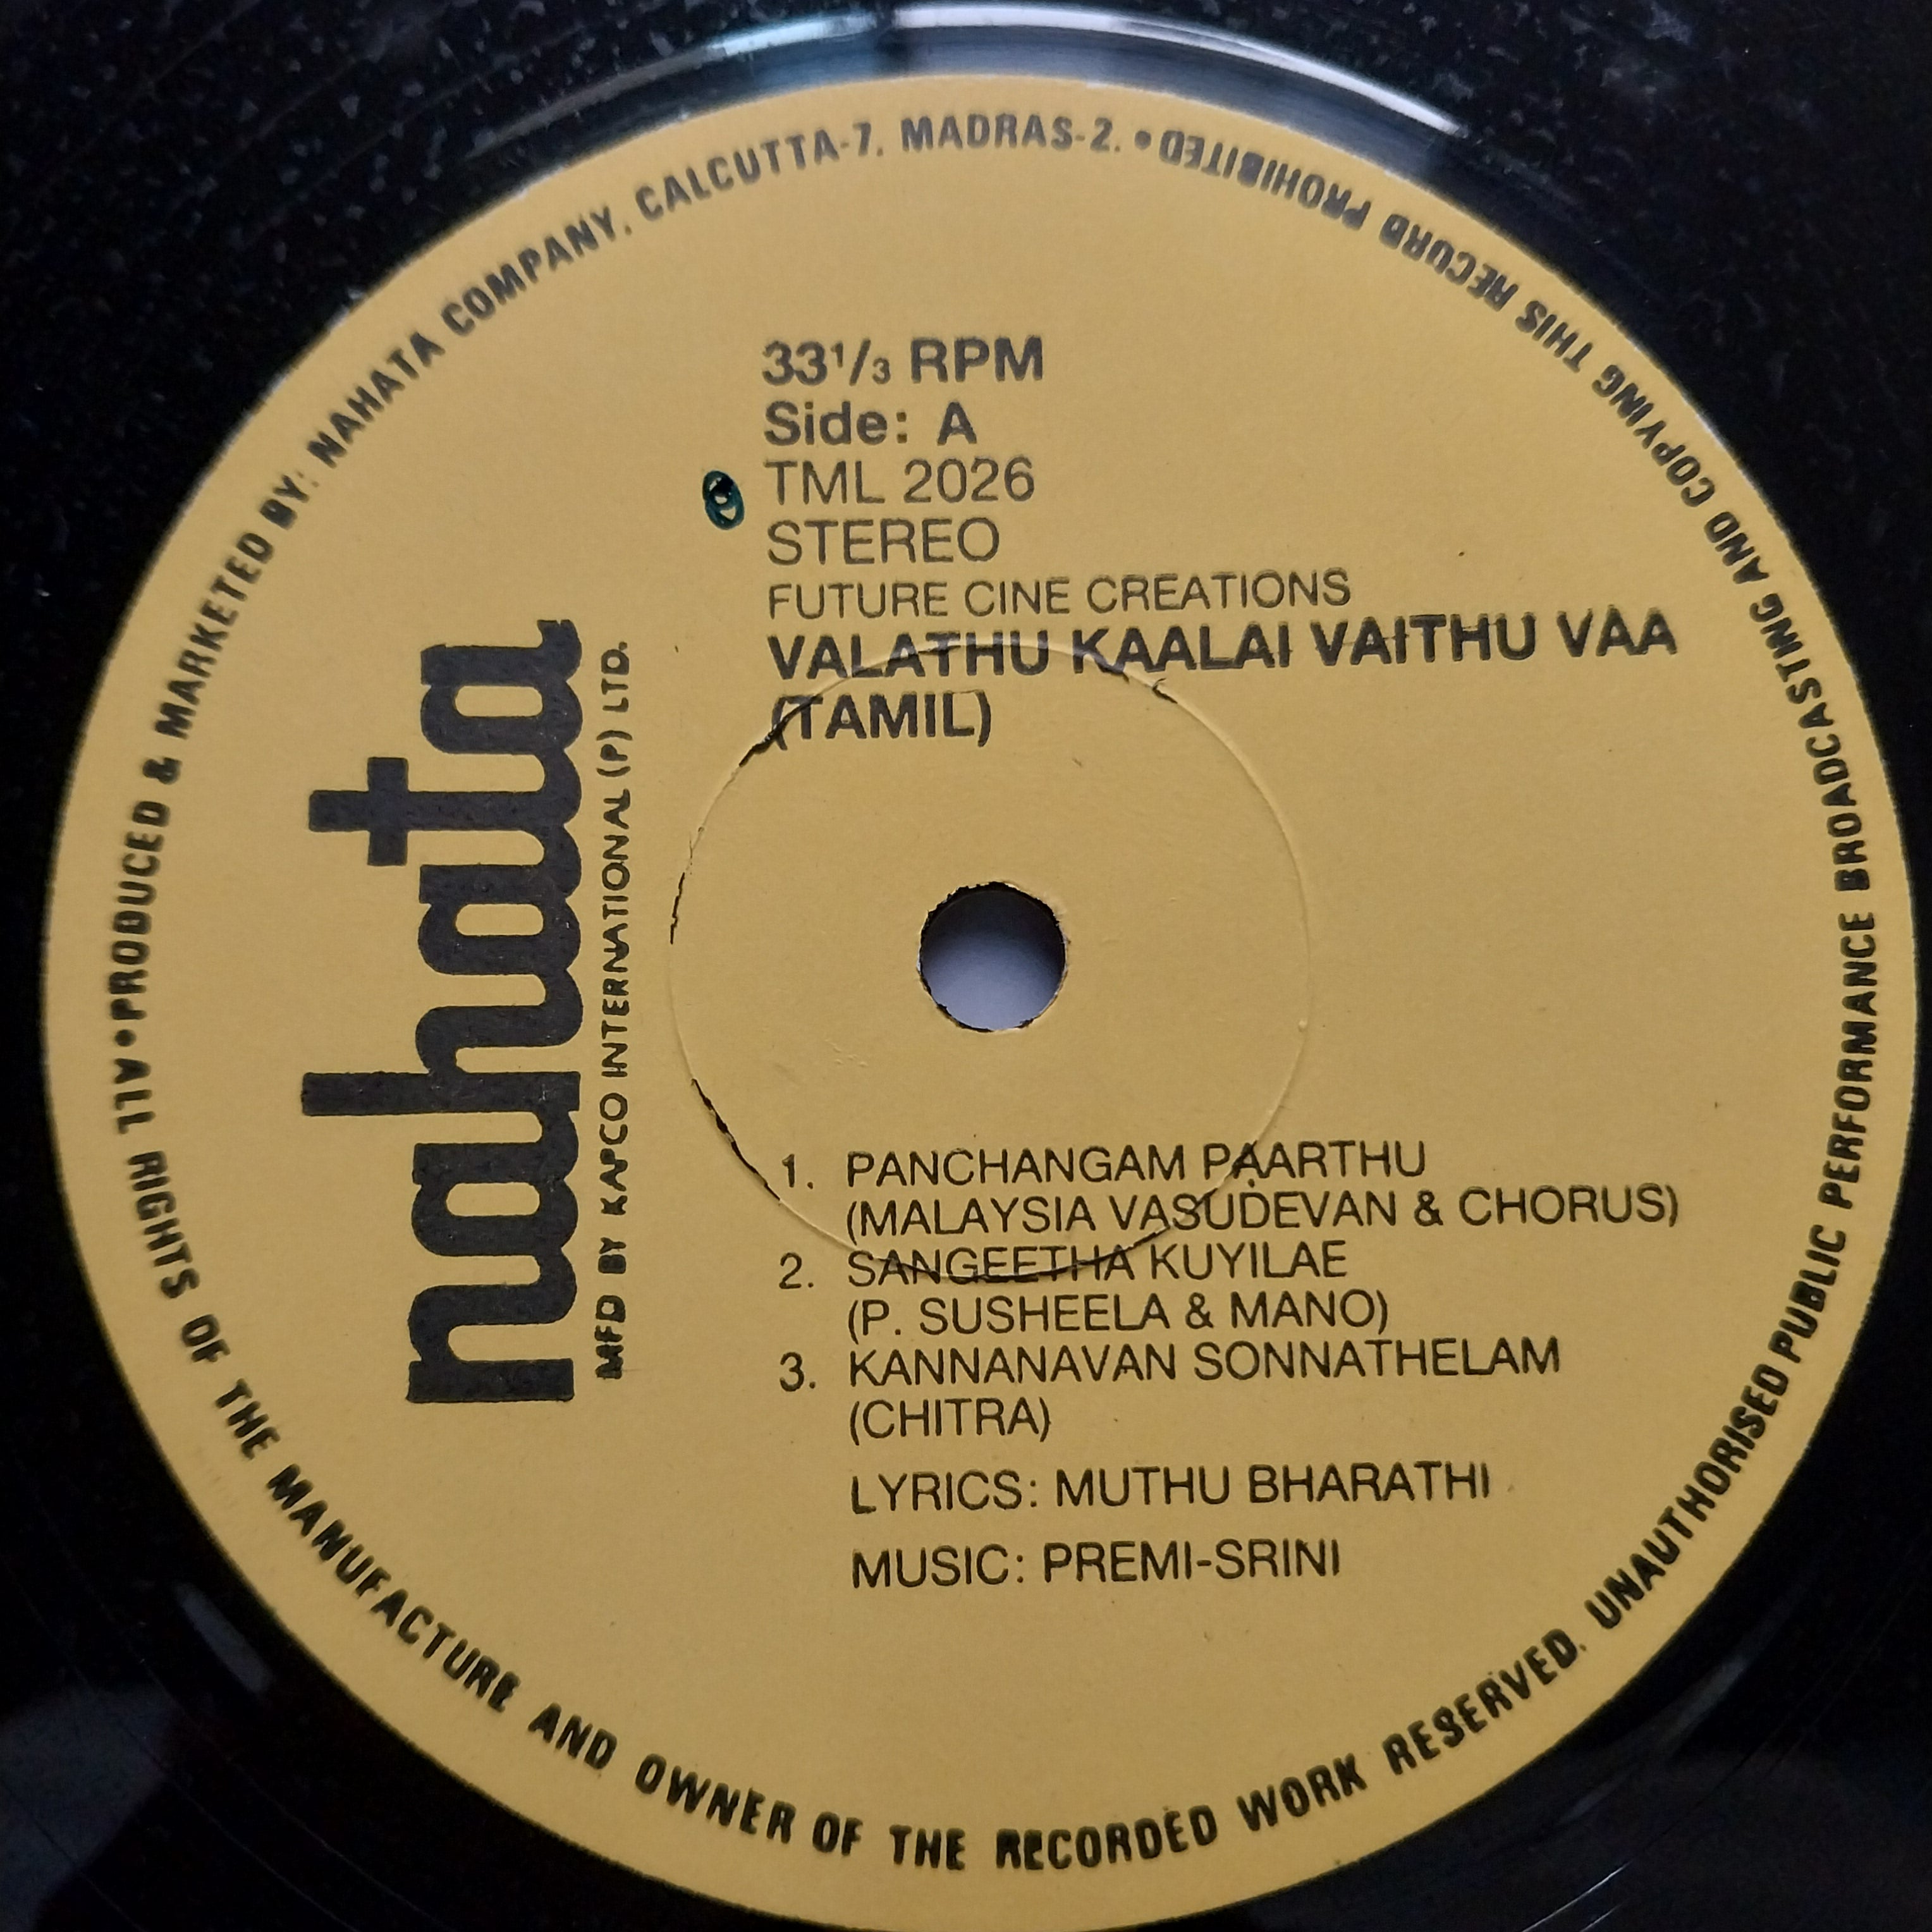 • PRODUCED & MARKETED BY: NAHATA COMPANY, CALCUTTA-7. MADRAS-2.
• ALL RIGHTS OF THE MANUFACTURE AND OWNER OF THE RECORDED WORK RESERVED. UNAUTHORISED PUBLIC PERFORMANCE BROADCASTING AND COPYING THIS RECORD PROHIBITED
nahata
MFD BY KAPCO INTERNATIONAL (P) LTD.
33 1/3 RPM
Side: A
TML 2026
STEREO
FUTURE CINE CREATIONS
VALATHU KAALAI VAITHU VAA
(TAMIL)
1. PANCHANGAM PAARTHU
(MALAYSIA VASUDEVAN & CHORUS)
2. SANGEETHA KUYILAE
(P. SUSHEELA & MANO)
3. KANNANAVAN SONNATHELAM
(CHITRA)
LYRICS: MUTHU BHARATHI
MUSIC: PREMI-SRINI